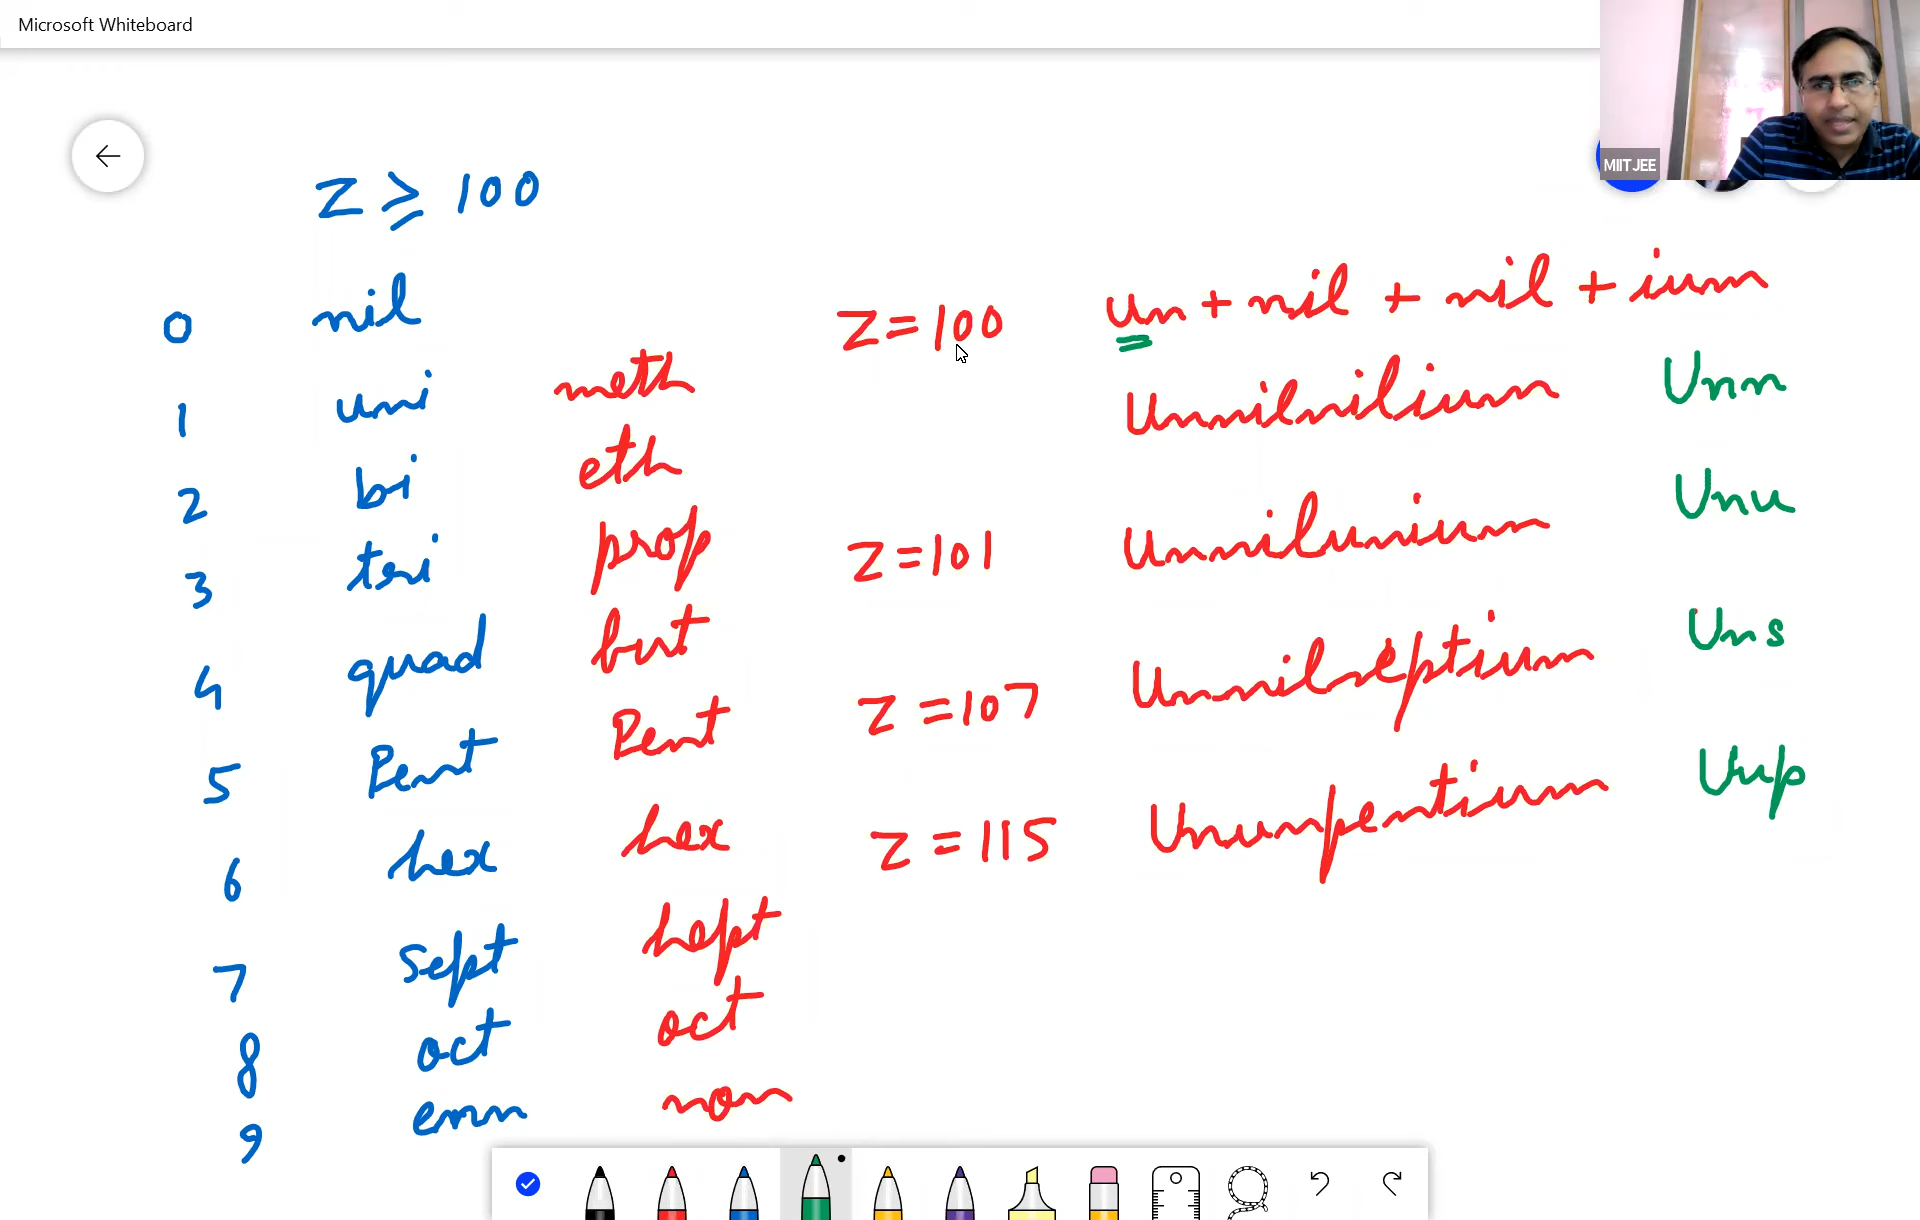 Microsoft Whiteboard
MIIT JEE
Z ≥ 100
0 nil
1 uni meth
2 bi eth
3 tri prop
4 quad but
5 Pent Pent
6 hex hex
7 Sept hept
8 oct oct
9 enn non
Z=100 un + nil + nil + ium
Unnilnilium Unn
Z=101 Unnilunium Unu
Z=107 Unnilseptium Uns
Z=115 Ununpentium Uup